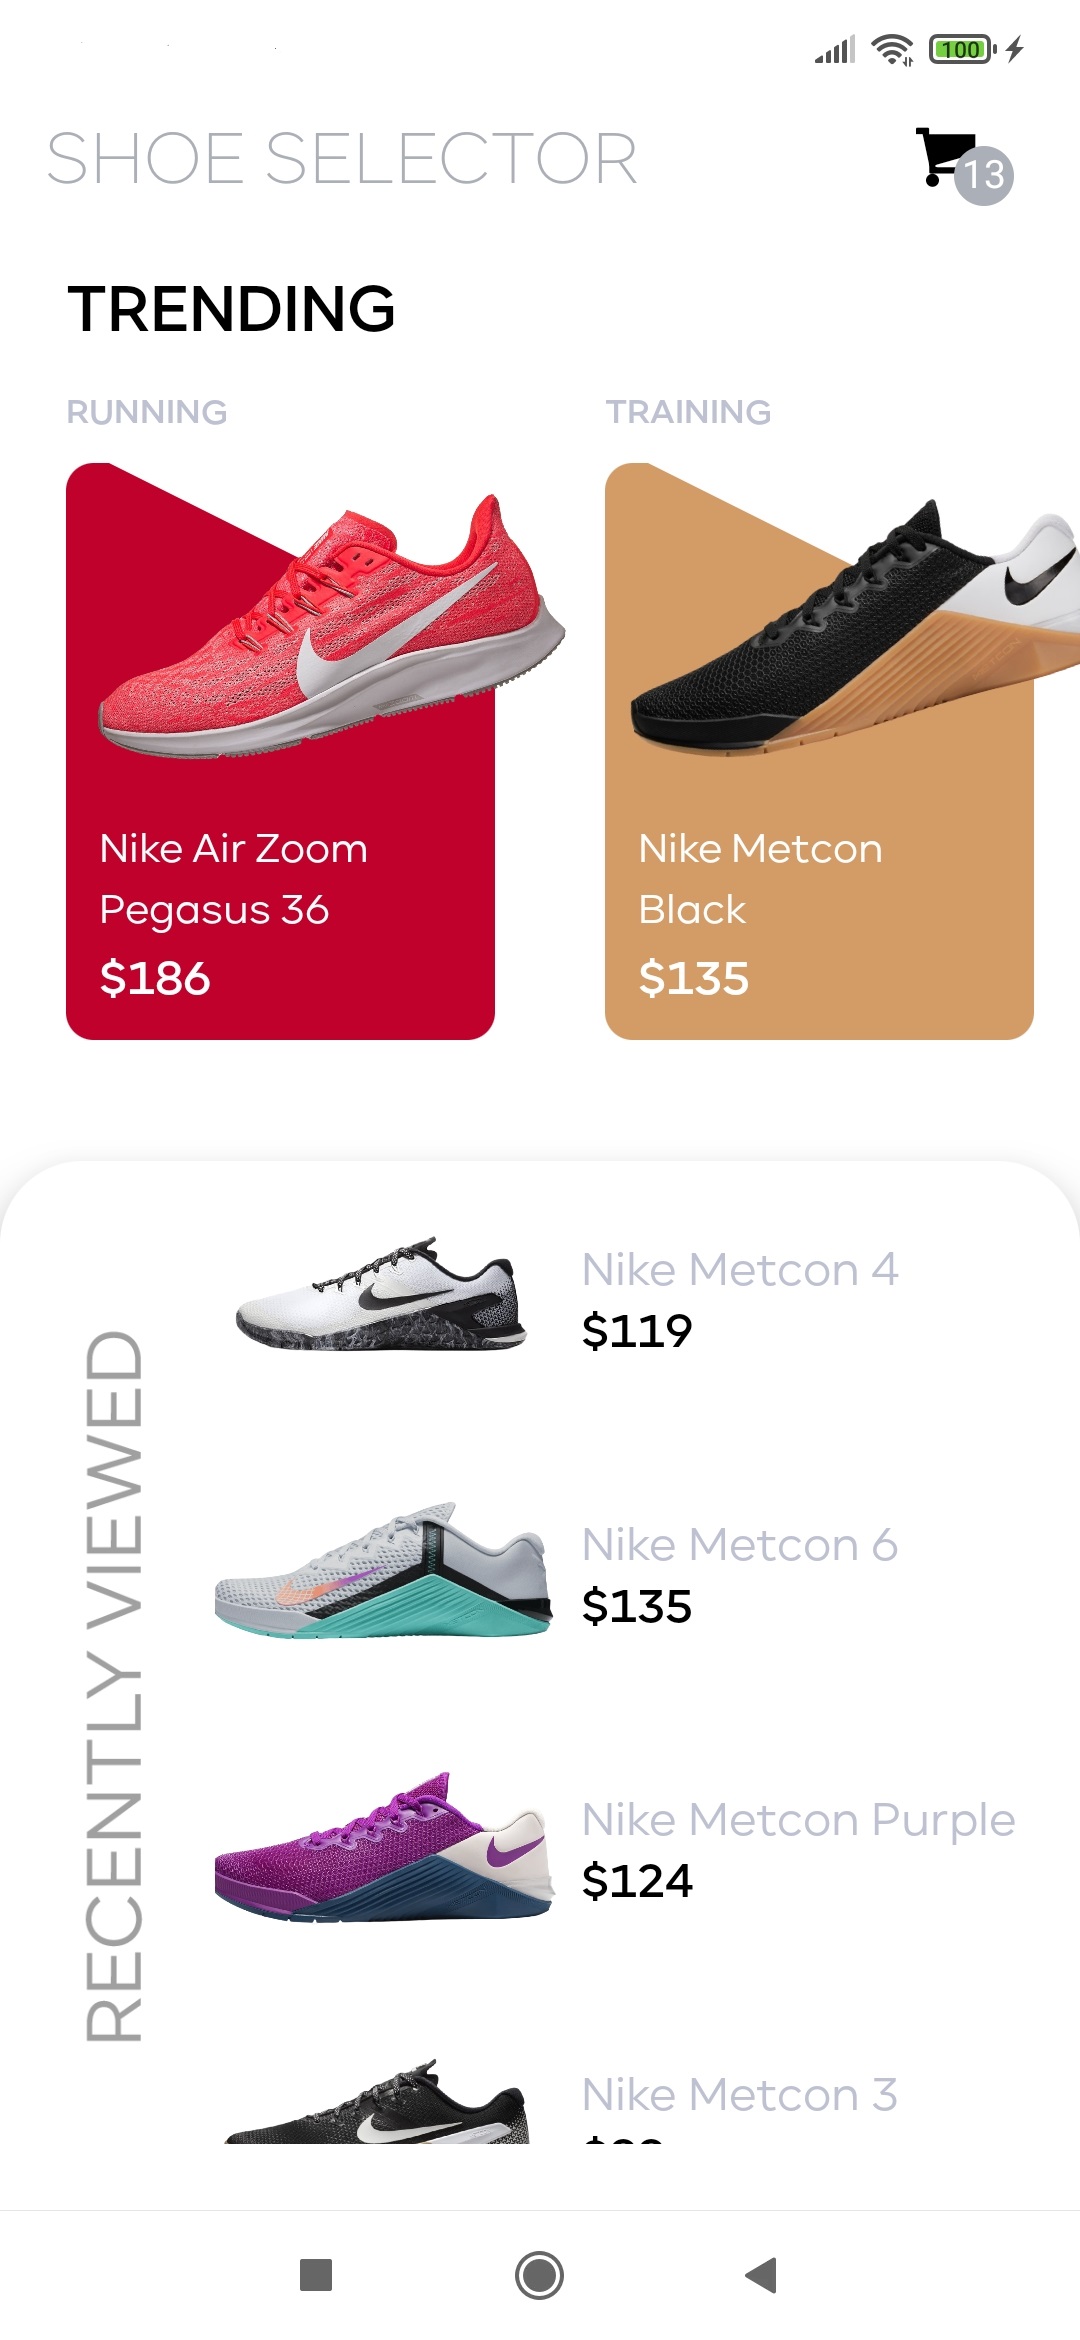 100
SHOE SELECTOR
13
TRENDING
RUNNING
TRAINING
Nike Air Zoom
Pegasus 36
$186
Nike Metcon
Black
$135
RECENTLY VIEWED
Nike Metcon 4
$119
Nike Metcon 6
$135
Nike Metcon Purple
$124
Nike Metcon 3